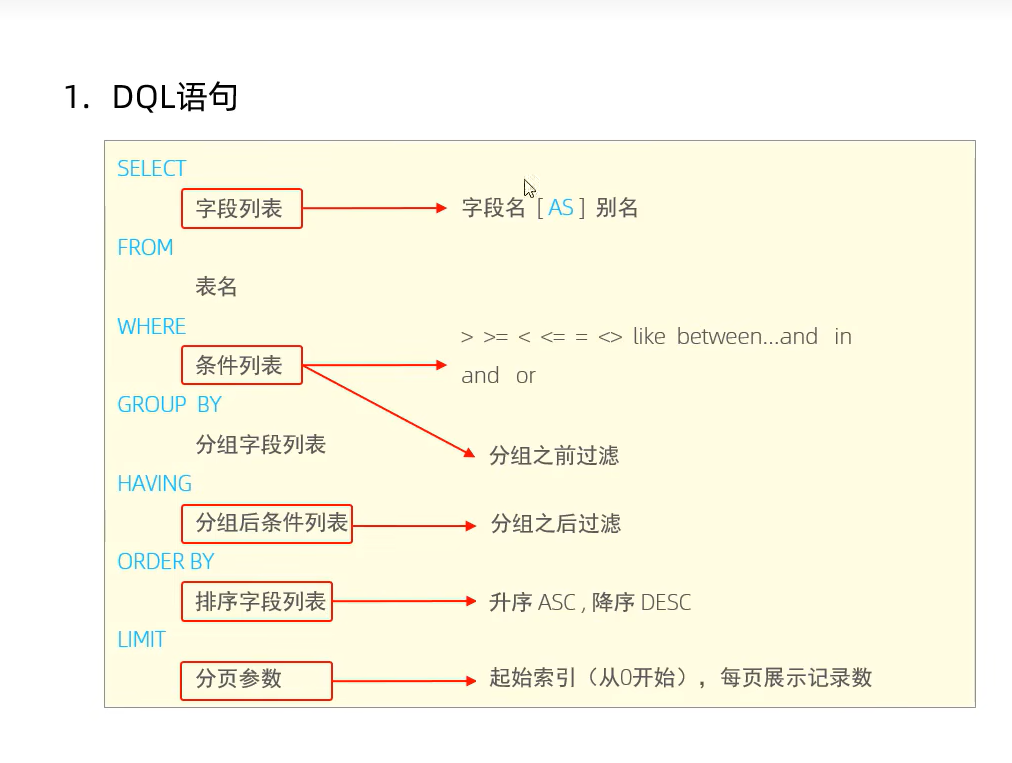 1. DQL语句
SELECT
字段列表 字段名 [ AS ] 别名
FROM
表名
WHERE
> >= < <= = <> like between...and in
条件列表
and or
GROUP BY
分组字段列表
分组之前过滤
HAVING
分组后条件列表 分组之后过滤
ORDER BY
排序字段列表 升序 ASC , 降序 DESC
LIMIT
分页参数 起始索引（从0开始），每页展示记录数